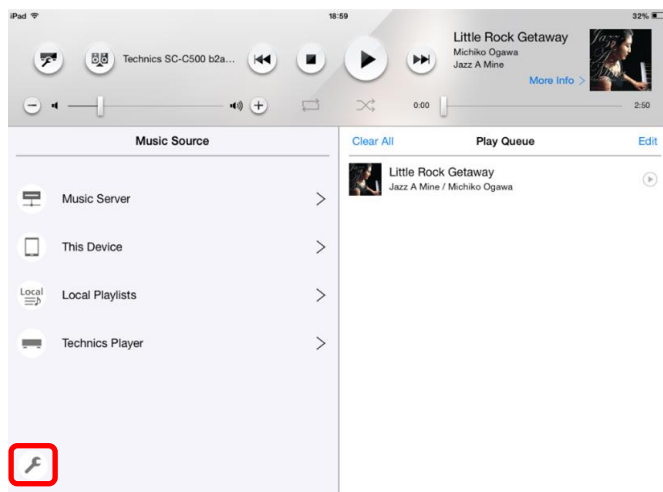 iPad 18:59 32%
Technics SC-C500 b2a...
Little Rock Getaway
Michiko Ogawa
Jazz A Mine
More Info >
0:00 2:50
Music Source
Music Server
This Device
Local
Local Playlists
Technics Player
Clear All Play Queue Edit
Little Rock Getaway
Jazz A Mine / Michiko Ogawa